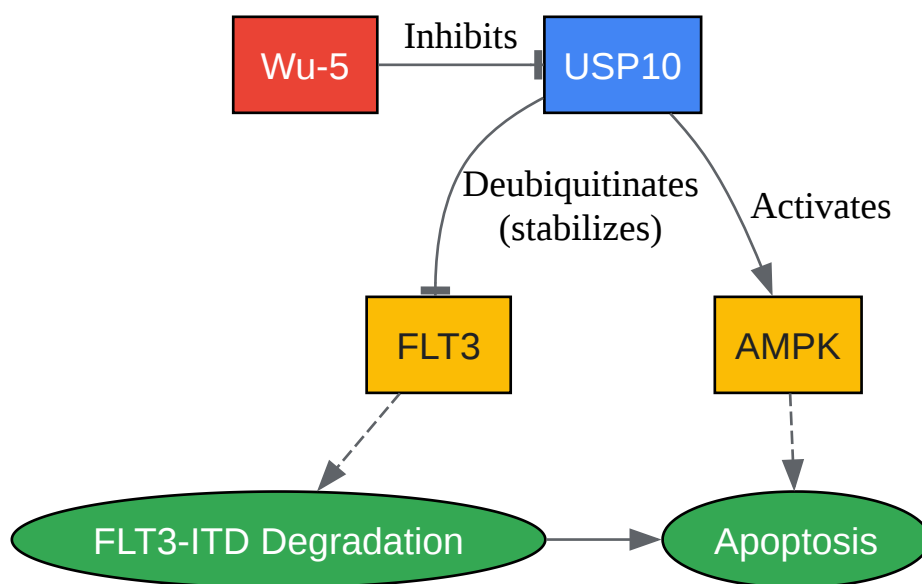 Inhibits
Wu-5
USP10
Deubiquitinates
(stabilizes)
Activates
FLT3
AMPK
FLT3-ITD Degradation
Apoptosis